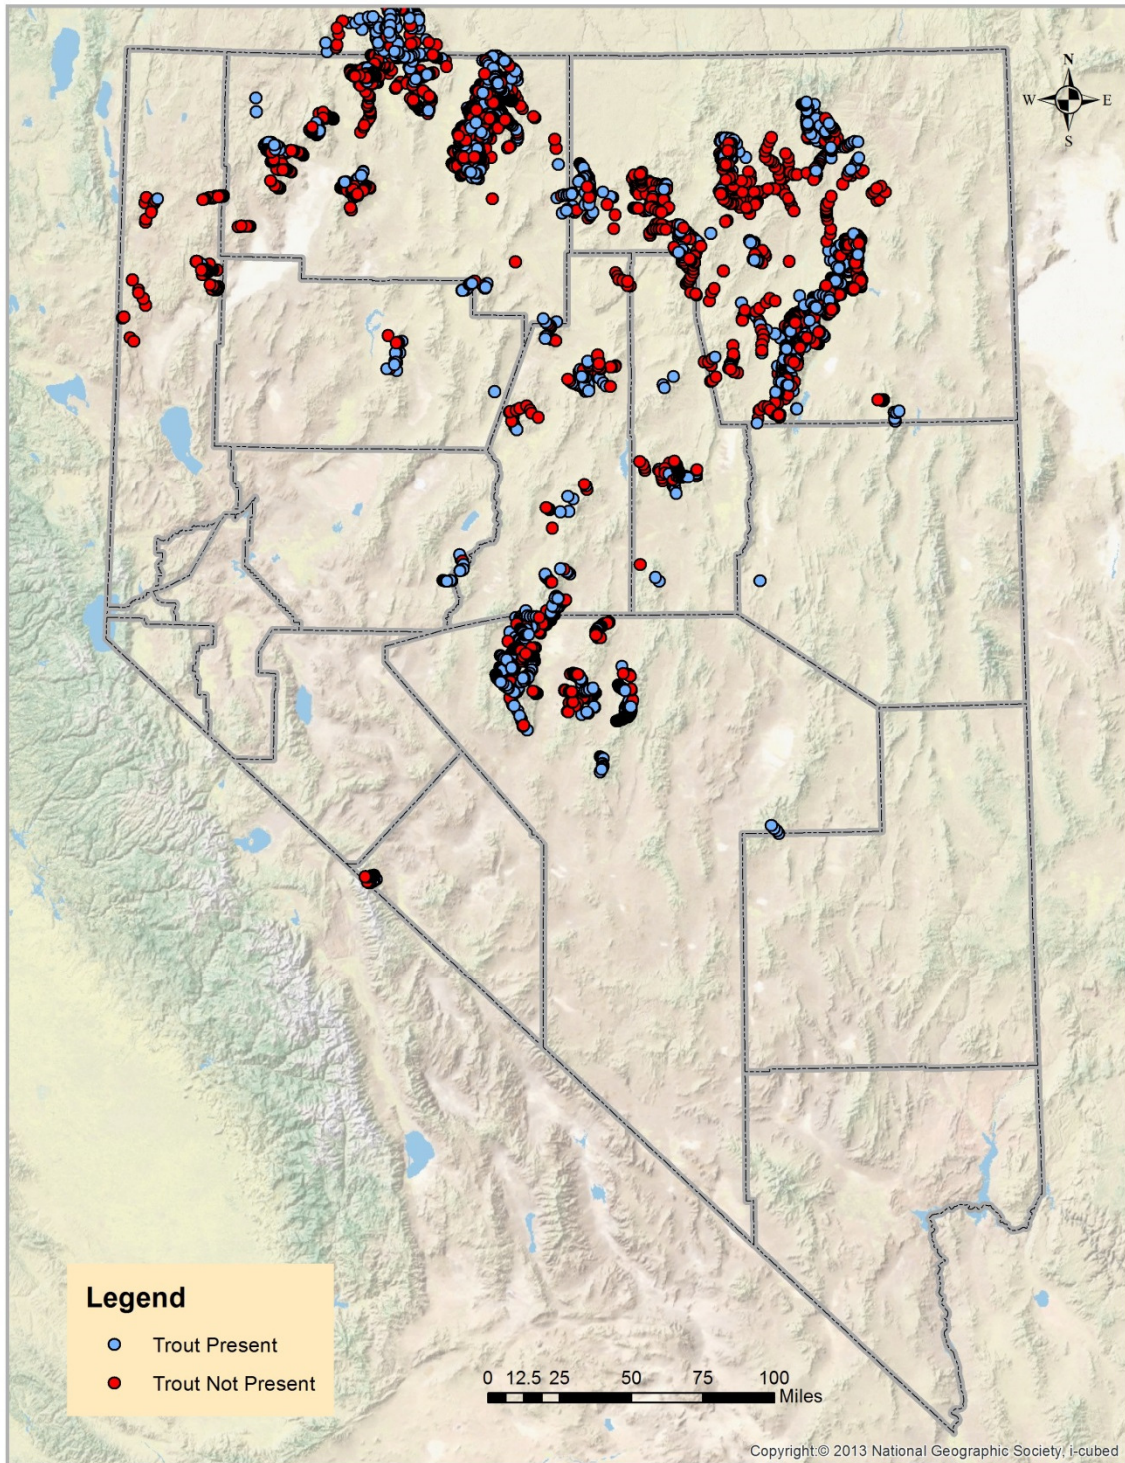 N
W E
S
Legend
Trout Present
Trout Not Present
0 12.5 25 50 75 100
Miles
Copyright:© 2013 National Geographic Society, i-cubed